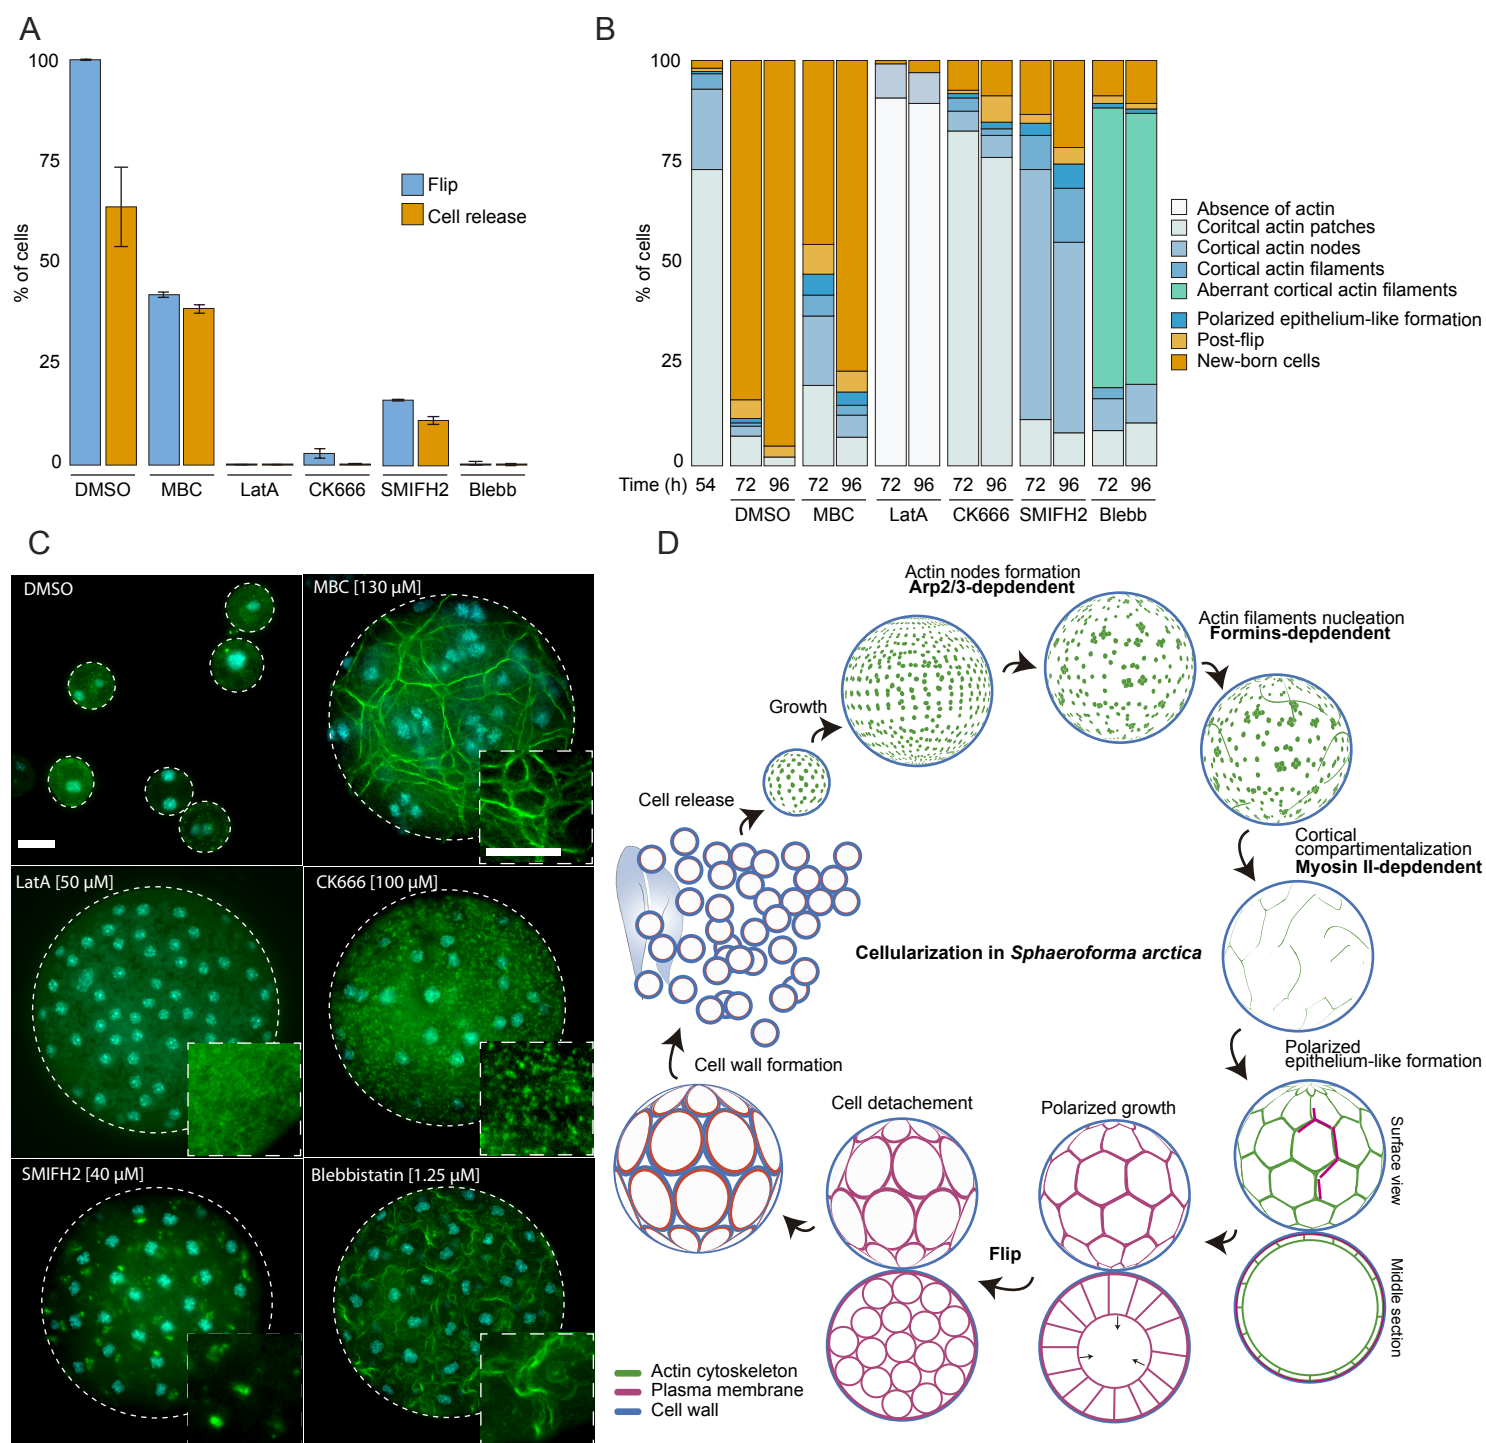 A
100
75
50
25
0
% of cells
Flip
Cell release
DMSO MBC LatA CK666 SMIFH2 Blebb
B
100
75
50
25
0
% of cells
Time (h) 54 72 96 72 96 72 96 72 96 72 96 72 96
DMSO MBC LatA CK666 SMIFH2 Blebb
Absence of actin
Coritcal actin patches
Cortical actin nodes
Cortical actin filaments
Aberrant cortical actin filaments
Polarized epithelium-like formation
Post-flip
New-born cells
C
DMSO
MBC [130 µM]
LatA [50 µM]
CK666 [100 µM]
SMIFH2 [40 µM]
Blebbistatin [1.25 µM]
D
Actin nodes formation
Arp2/3-depdendent
Actin filaments nucleation
Formins-depdendent
Growth
Cell release
Cortical
compartimentalization
Myosin II-depdendent
Cellularization in Sphaeroforma arctica
Polarized
epithelium-like formation
Cell wall formation
Cell detachement
Polarized growth
Surface view
Middle section
Flip
Actin cytoskeleton
Plasma membrane
Cell wall